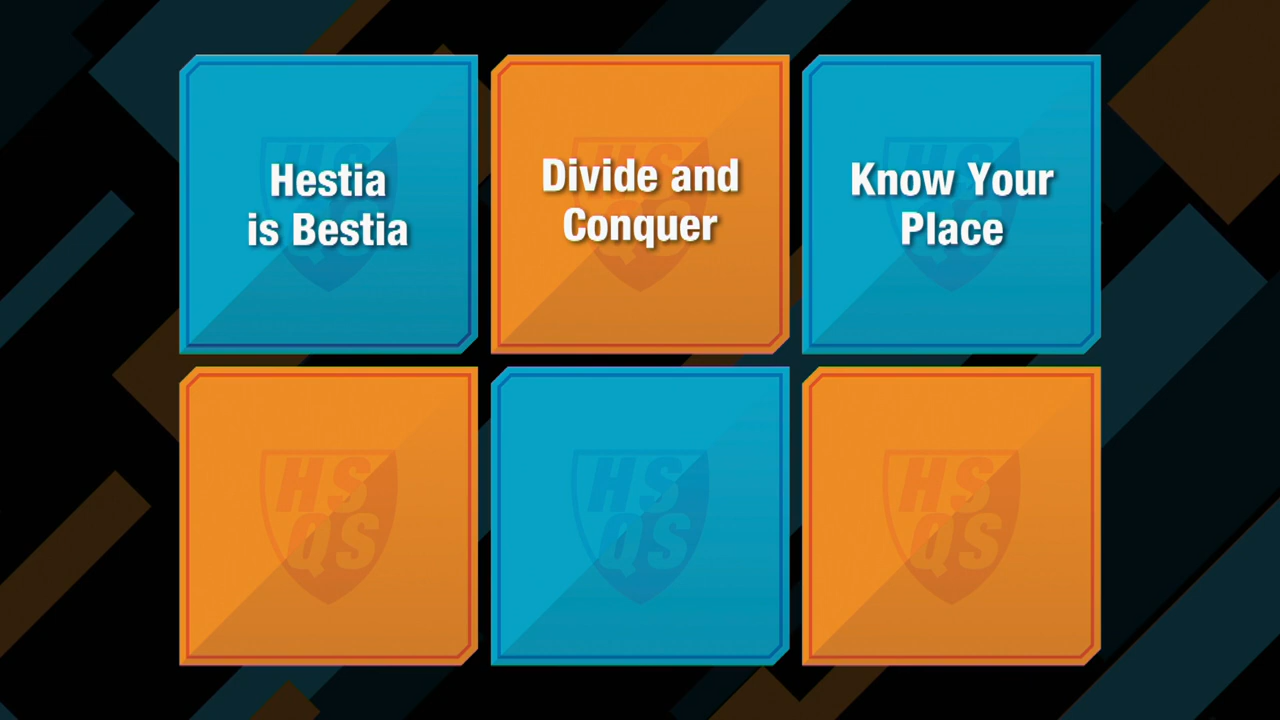 Hestia
is Bestia
Divide and
Conquer
Know Your
Place
HS
QS
HS
QS
HS
QS
HS
QS
HS
QS
HS
QS